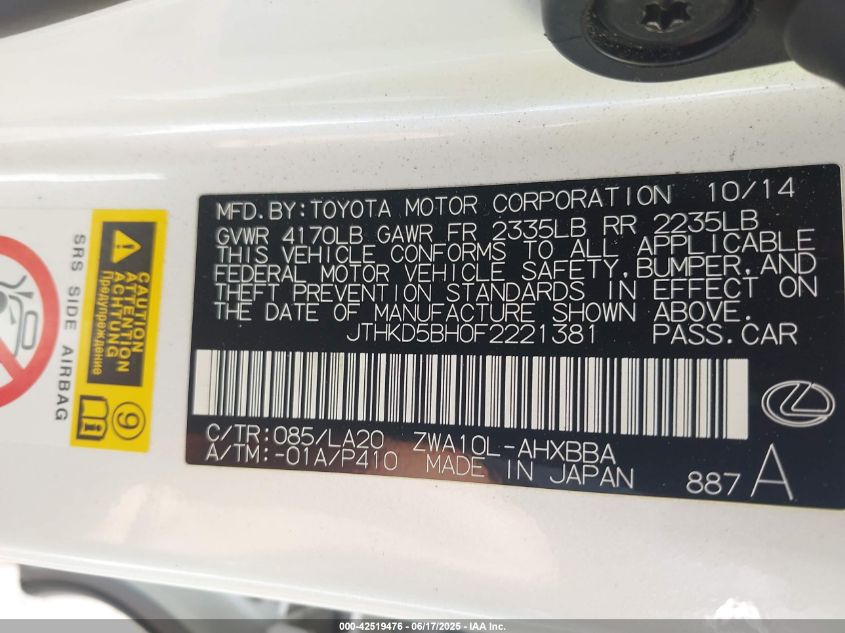 MFD.BY:TOYOTA MOTOR CORPORATION 10/14
GVWR 4170LB GAWR FR 2335LB RR 2235LB
THIS VEHICLE CONFORMS TO ALL APPLICABLE
FEDERAL MOTOR VEHICLE SAFETY,BUMPER,AND
THEFT PREVENTION STANDARDS IN EFFECT ON
THE DATE OF MANUFACTURE SHOWN ABOVE.
JTHKD5BH0F2221381 PASS.CAR
C/TR:085/LA20 ZWA10L-AHXBBA
A/TM:-01A/P410 MADE IN JAPAN
887 A
SRS SIDE AIRBAG
CAUTION
ATTENTION
ACHTUNG
Предупреждение
9
000-42519476 - 06/17/2025 - IAA Inc.